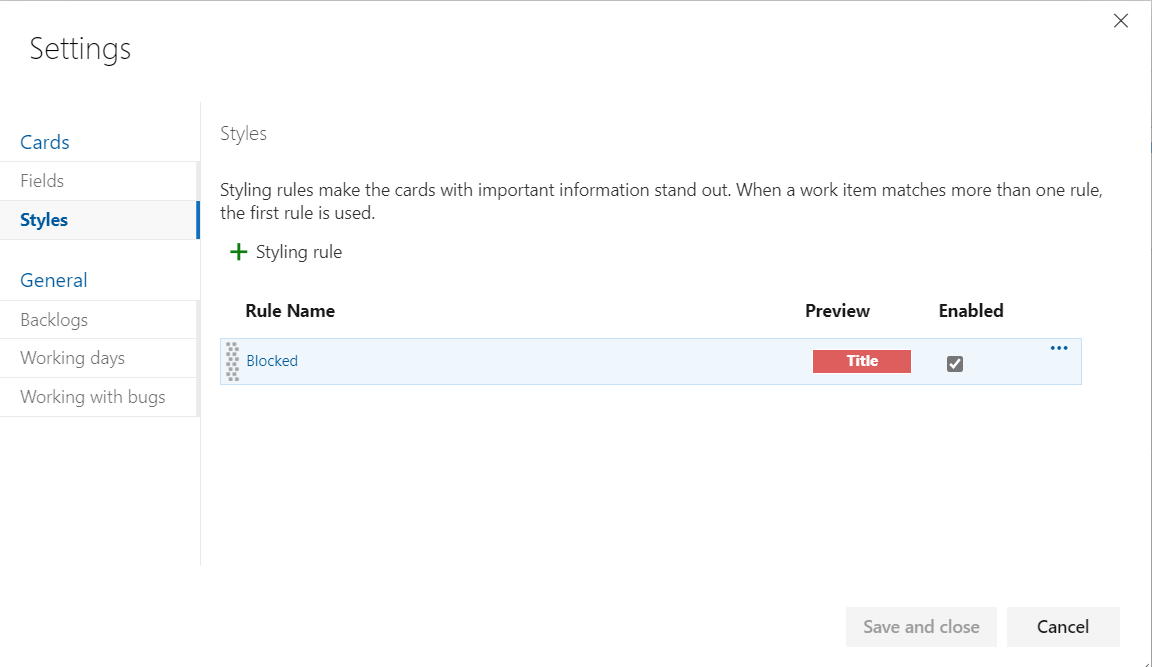 Settings
Cards
Fields
Styles
General
Backlogs
Working days
Working with bugs
Styles
Styling rules make the cards with important information stand out. When a work item matches more than one rule,
the first rule is used.
Styling rule
Rule Name Preview Enabled
Blocked Title
Save and close Cancel